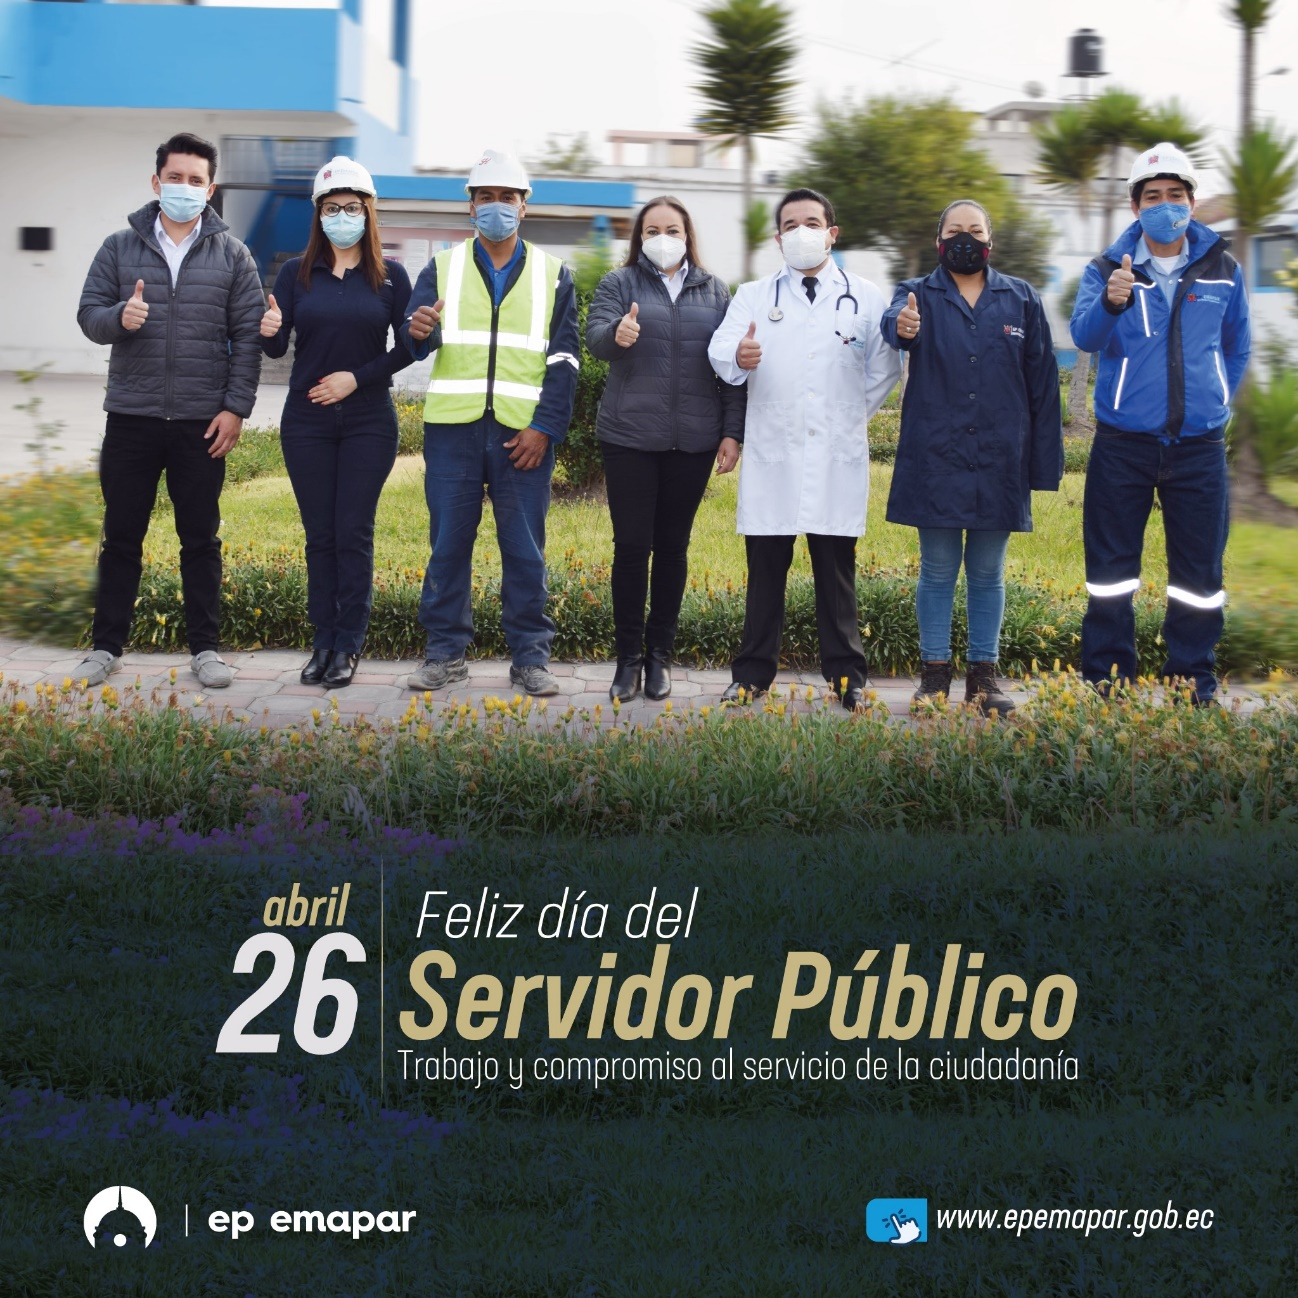 abril
26
Feliz día del
Servidor Público
Trabajo y compromiso al servicio de la ciudadanía
ep emapar
www.epemapar.gob.ec